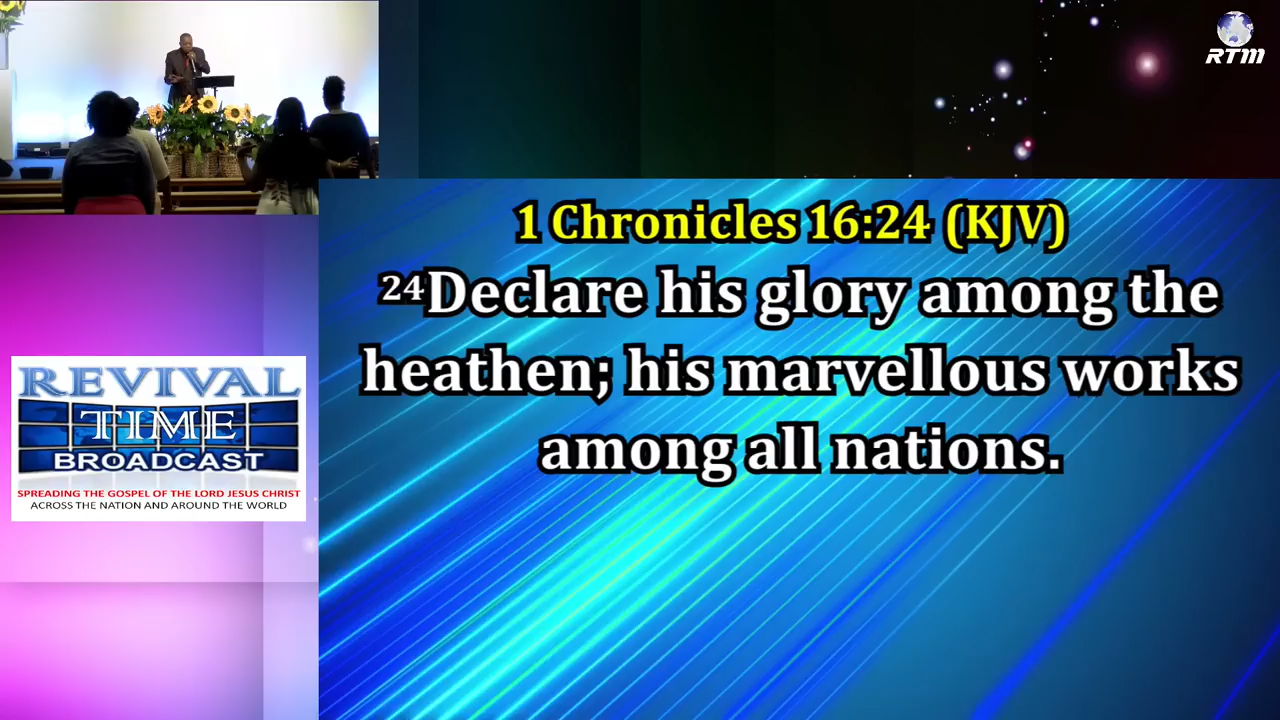 RTM
1 Chronicles 16:24 (KJV)
24Declare his glory among the
heathen; his marvellous works
among all nations.
REVIVAL
TIME
BROADCAST
SPREADING THE GOSPEL OF THE LORD JESUS CHRIST
ACROSS THE NATION AND AROUND THE WORLD